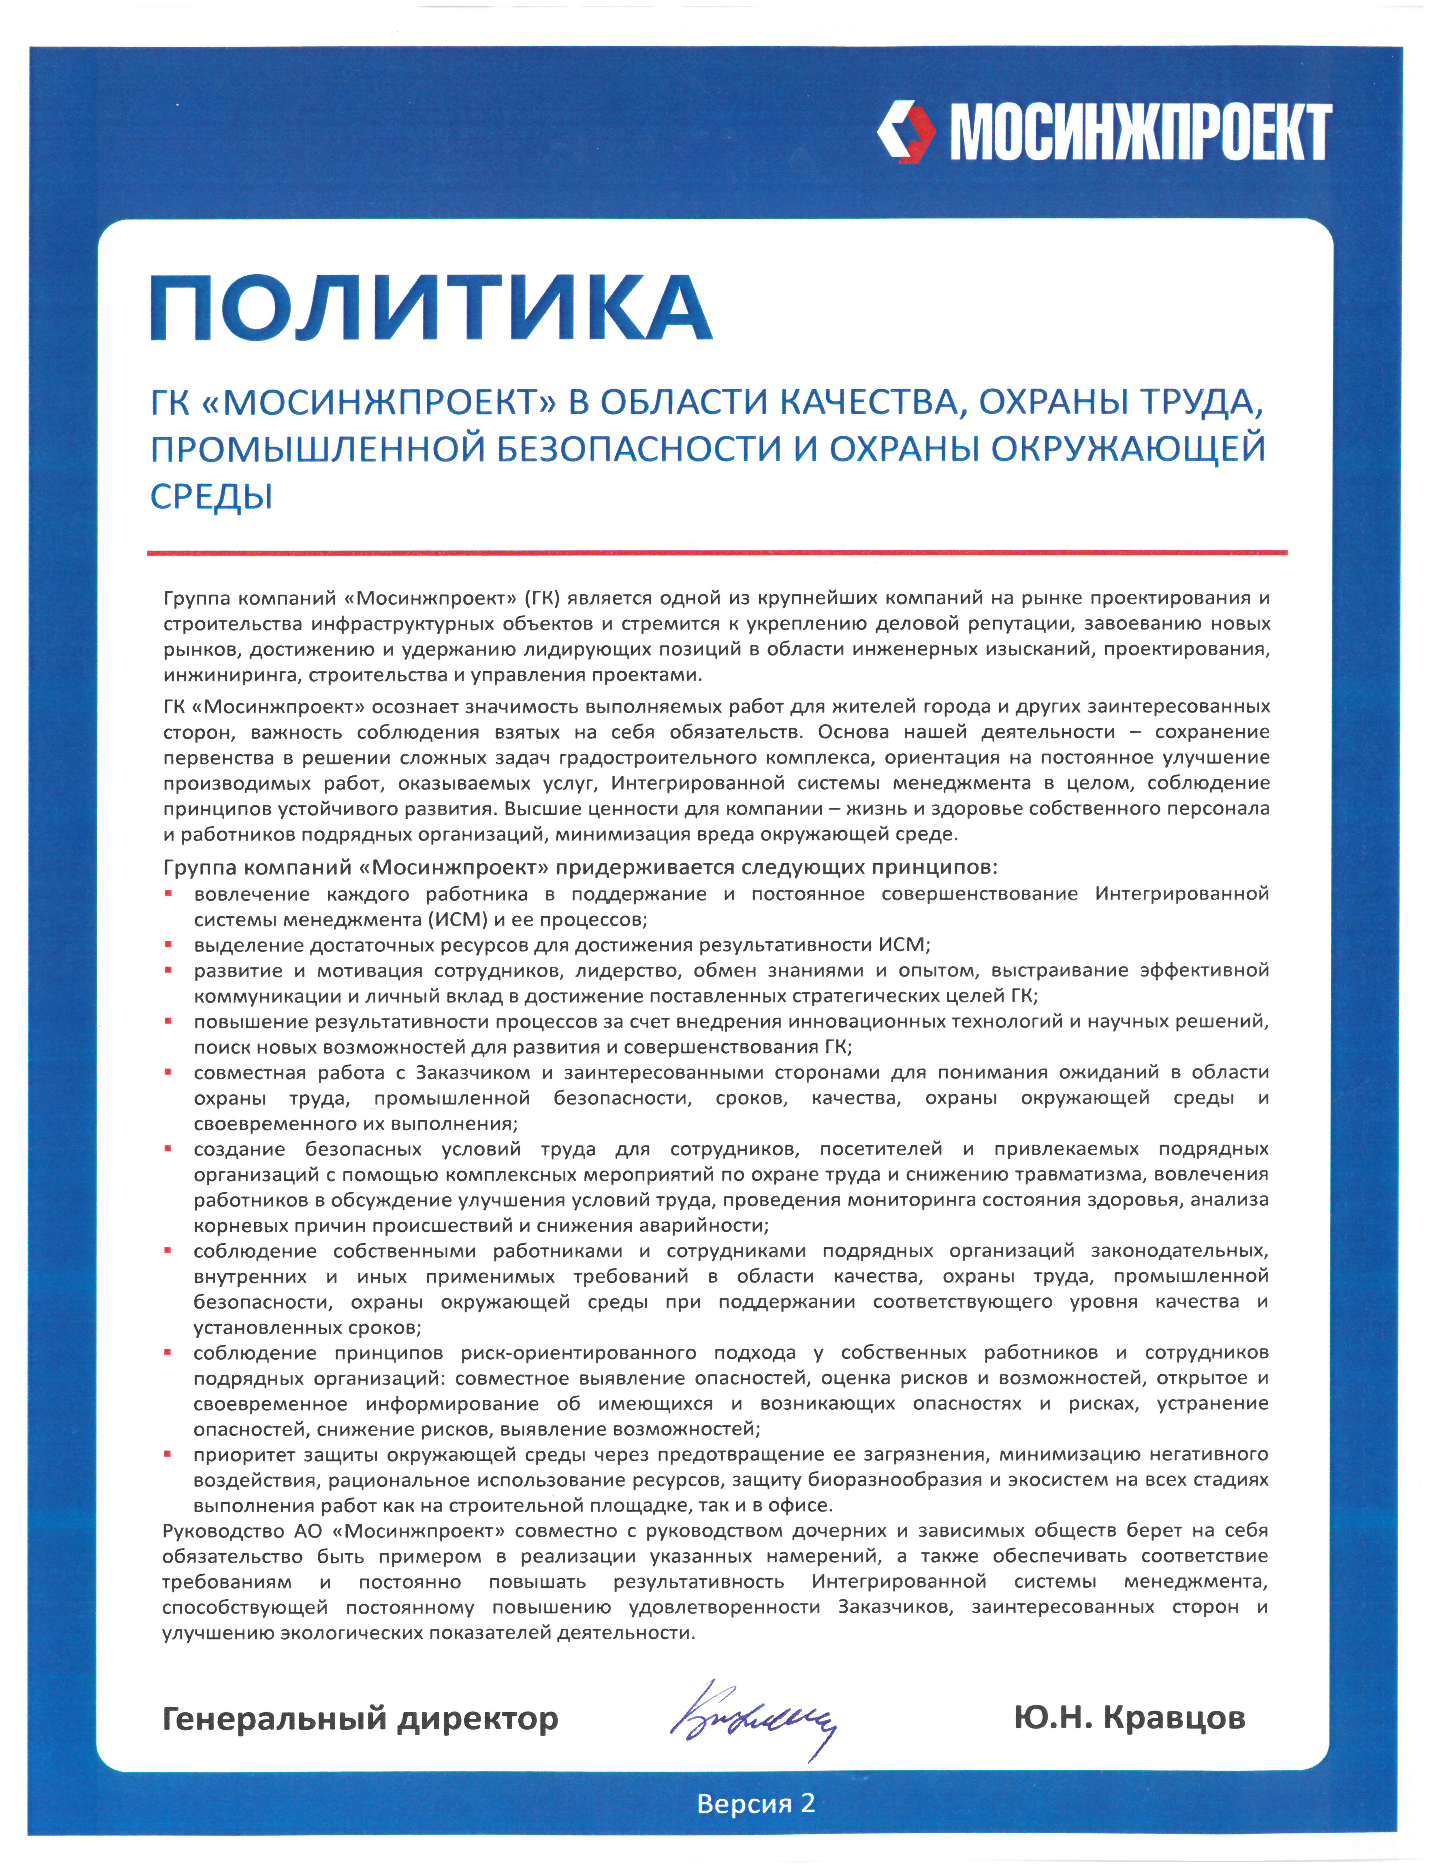 МОСИНЖПРОЕКТ
ПОЛИТИКА
ГК «МОСИНЖПРОЕКТ» В ОБЛАСТИ КАЧЕСТВА, ОХРАНЫ ТРУДА,
ПРОМЫШЛЕННОЙ БЕЗОПАСНОСТИ И ОХРАНЫ ОКРУЖАЮЩЕЙ
СРЕДЫ
Группа компаний «Мосинжпроект» (ГК) является одной из крупнейших компаний на рынке проектирования и
строительства инфраструктурных объектов и стремится к укреплению деловой репутации, завоеванию новых
рынков, достижению и удержанию лидирующих позиций в области инженерных изысканий, проектирования,
инжиниринга, строительства и управления проектами.
ГК «Мосинжпроект» осознает значимость выполняемых работ для жителей города и других заинтересованных
сторон, важность соблюдения взятых на себя обязательств. Основа нашей деятельности – сохранение
первенства в решении сложных задач градостроительного комплекса, ориентация на постоянное улучшение
производимых работ, оказываемых услуг, Интегрированной системы менеджмента в целом, соблюдение
принципов устойчивого развития. Высшие ценности для компании – жизнь и здоровье собственного персонала
и работников подрядных организаций, минимизация вреда окружающей среде.
Группа компаний «Мосинжпроект» придерживается следующих принципов:
▪ вовлечение каждого работника в поддержание и постоянное совершенствование Интегрированной
системы менеджмента (ИСМ) и ее процессов;
▪ выделение достаточных ресурсов для достижения результативности ИСМ;
▪ развитие и мотивация сотрудников, лидерство, обмен знаниями и опытом, выстраивание эффективной
коммуникации и личный вклад в достижение поставленных стратегических целей ГК;
▪ повышение результативности процессов за счет внедрения инновационных технологий и научных решений,
поиск новых возможностей для развития и совершенствования ГК;
▪ совместная работа с Заказчиком и заинтересованными сторонами для понимания ожиданий в области
охраны труда, промышленной безопасности, сроков, качества, охраны окружающей среды и
своевременного их выполнения;
▪ создание безопасных условий труда для сотрудников, посетителей и привлекаемых подрядных
организаций с помощью комплексных мероприятий по охране труда и снижению травматизма, вовлечения
работников в обсуждение улучшения условий труда, проведения мониторинга состояния здоровья, анализа
корневых причин происшествий и снижения аварийности;
▪ соблюдение собственными работниками и сотрудниками подрядных организаций законодательных,
внутренних и иных применимых требований в области качества, охраны труда, промышленной
безопасности, охраны окружающей среды при поддержании соответствующего уровня качества и
установленных сроков;
▪ соблюдение принципов риск-ориентированного подхода у собственных работников и сотрудников
подрядных организаций: совместное выявление опасностей, оценка рисков и возможностей, открытое и
своевременное информирование об имеющихся и возникающих опасностях и рисках, устранение
опасностей, снижение рисков, выявление возможностей;
▪ приоритет защиты окружающей среды через предотвращение ее загрязнения, минимизацию негативного
воздействия, рациональное использование ресурсов, защиту биоразнообразия и экосистем на всех стадиях
выполнения работ как на строительной площадке, так и в офисе.
Руководство АО «Мосинжпроект» совместно с руководством дочерних и зависимых обществ берет на себя
обязательство быть примером в реализации указанных намерений, а также обеспечивать соответствие
требованиям и постоянно повышать результативность Интегрированной системы менеджмента,
способствующей постоянному повышению удовлетворенности Заказчиков, заинтересованных сторон и
улучшению экологических показателей деятельности.
Генеральный директор Ю.Н. Кравцов
Версия 2